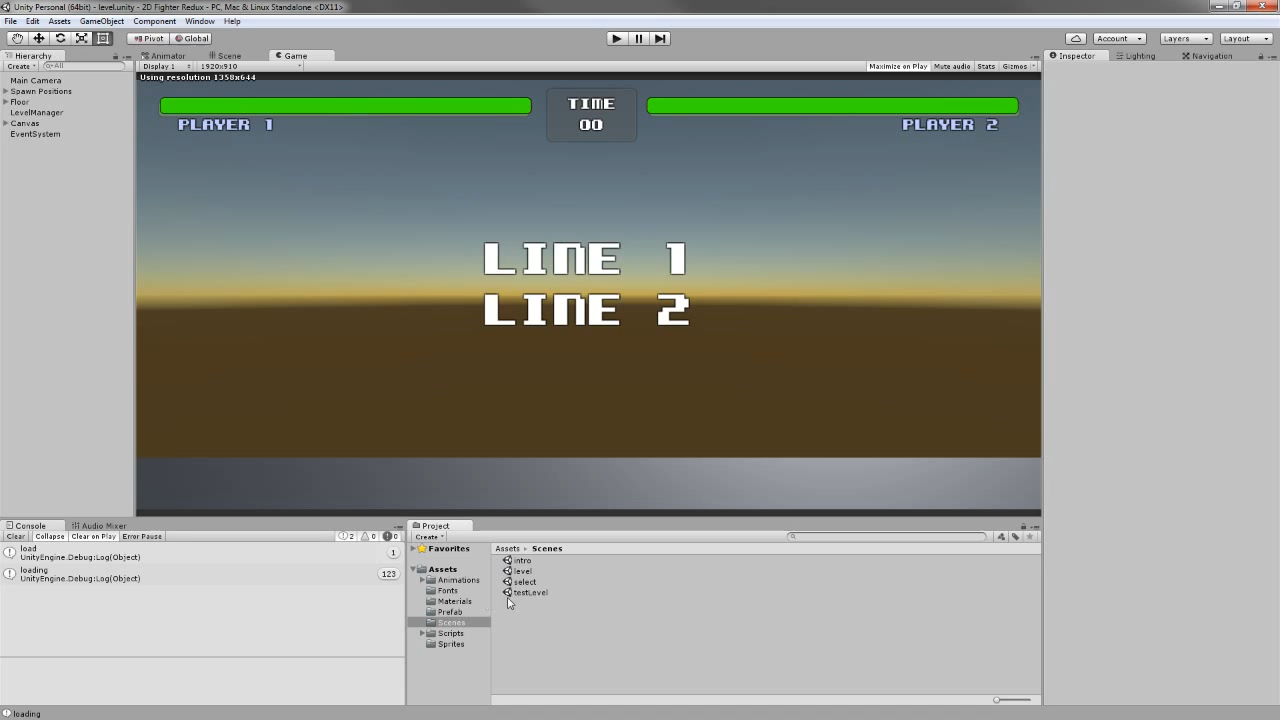 Unity Personal (64bit) - level.unity - 2D Fighter Redux - PC, Mac & Linux Standalone <DX11>
File Edit Assets GameObject Component Window Help
Pivot Global Account Layers Layout
Hierarchy Animator Scene Game Inspector Lighting Navigation
Create All Display 1 1920x910 Maximize on Play Mute audio Stats Gizmos
Using resolution 1358x644
Main Camera
Spawn Positions
Floor
LevelManager
Canvas
EventSystem
TIME
00
PLAYER 1
PLAYER 2
LINE 1
LINE 2
Console Audio Mixer Project
Clear Collapse Clear on Play Error Pause 2 0 0 Create
load
UnityEngine.Debug:Log(Object)
1
loading
UnityEngine.Debug:Log(Object)
123
Favorites
Assets
Animations
Fonts
Materials
Prefab
Scenes
Scripts
Sprites
Assets Scenes
intro
level
select
testLevel
loading